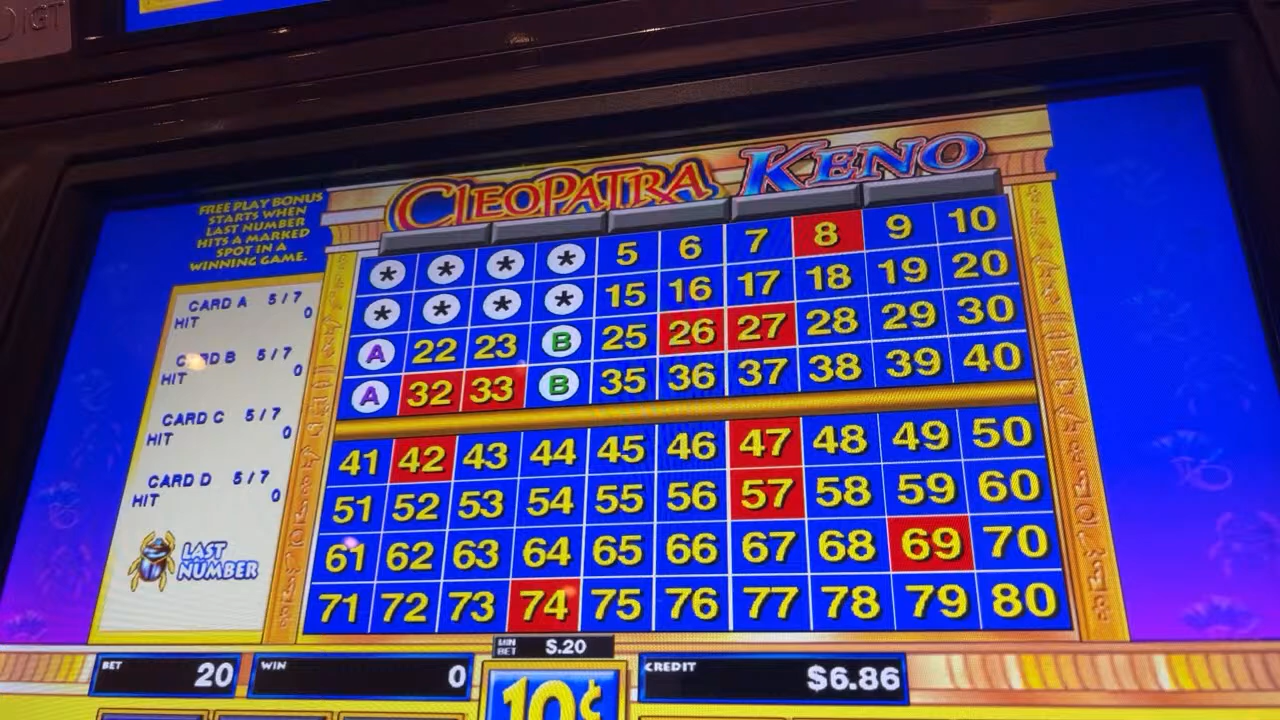 IGT
CLEOPATRA KENO
FREE PLAY BONUS
STARTS WHEN
LAST NUMBER
HITS A MARKED
SPOT IN A
WINNING GAME.
CARD A 5/7
HIT 0
CARD B 5/7
HIT 0
CARD C 5/7
HIT 0
CARD D 5/7
HIT 0
LAST
NUMBER
* * * * 5 6 7 8 9 10
* * * * 15 16 17 18 19 20
A 22 23 B 25 26 27 28 29 30
A 32 33 B 35 36 37 38 39 40
41 42 43 44 45 46 47 48 49 50
51 52 53 54 55 56 57 58 59 60
61 62 63 64 65 66 67 68 69 70
71 72 73 74 75 76 77 78 79 80
MIN
BET $.20
BET 20
WIN 0
10¢
CREDIT $6.86